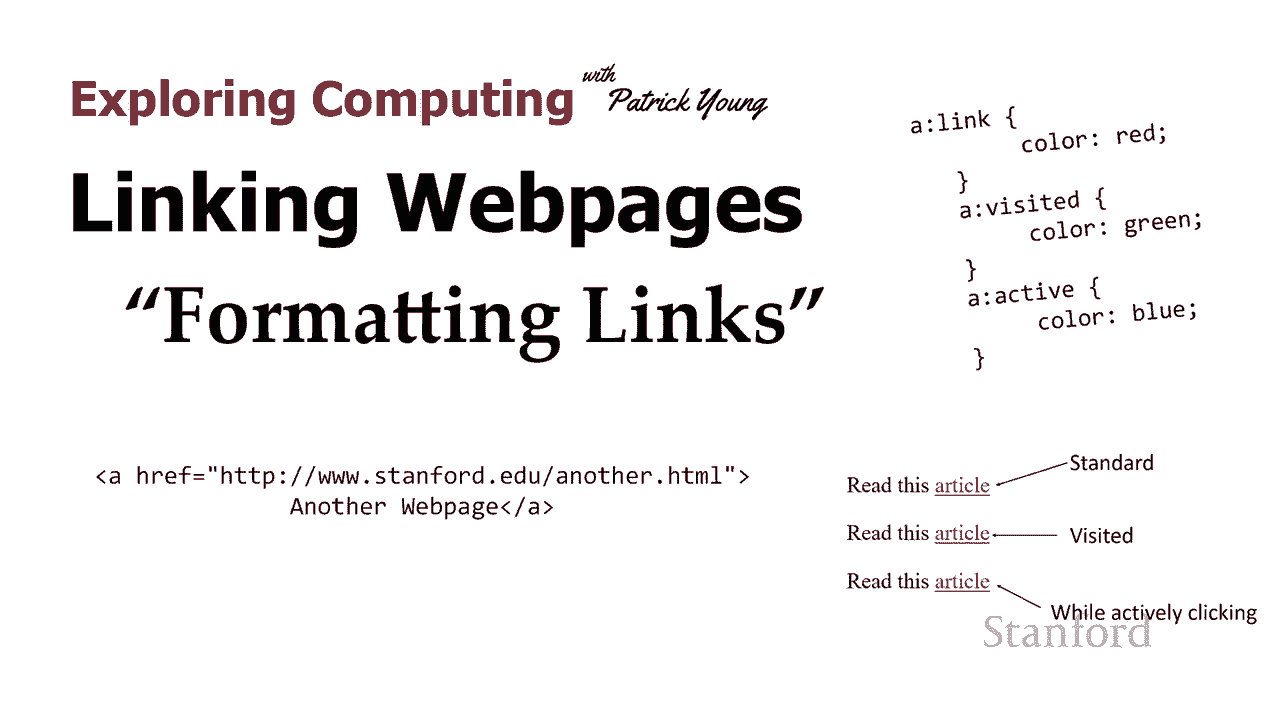 Exploring Computing with Patrick Young
Linking Webpages
“Formatting Links”
<a href="http://www.stanford.edu/another.html">
Another Webpage</a>
a:link {
color: red;
}
a:visited {
color: green;
}
a:active {
color: blue;
}
Read this article
Standard
Read this article
Visited
Read this article
While actively clicking
Stanford